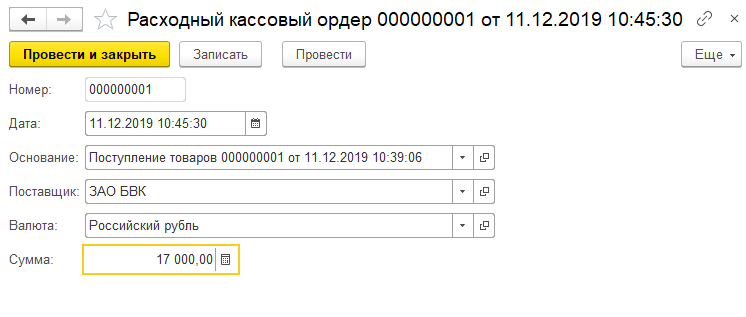 Расходный кассовый ордер 000000001 от 11.12.2019 10:45:30
Провести и закрыть Записать Провести Еще
Номер: 000000001
Дата: 11.12.2019 10:45:30
Основание: Поступление товаров 000000001 от 11.12.2019 10:39:06
Поставщик: ЗАО БВК
Валюта: Российский рубль
Сумма: 17 000,00